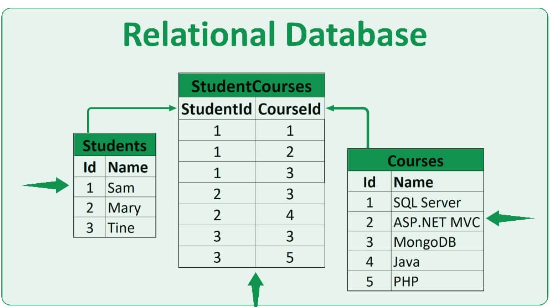 Relational Database
StudentCourses
StudentId CourseId
1 1
1 2
1 3
2 3
2 4
3 3
3 5
Students
Id Name
1 Sam
2 Mary
3 Tine
Courses
Id Name
1 SQL Server
2 ASP.NET MVC
3 MongoDB
4 Java
5 PHP